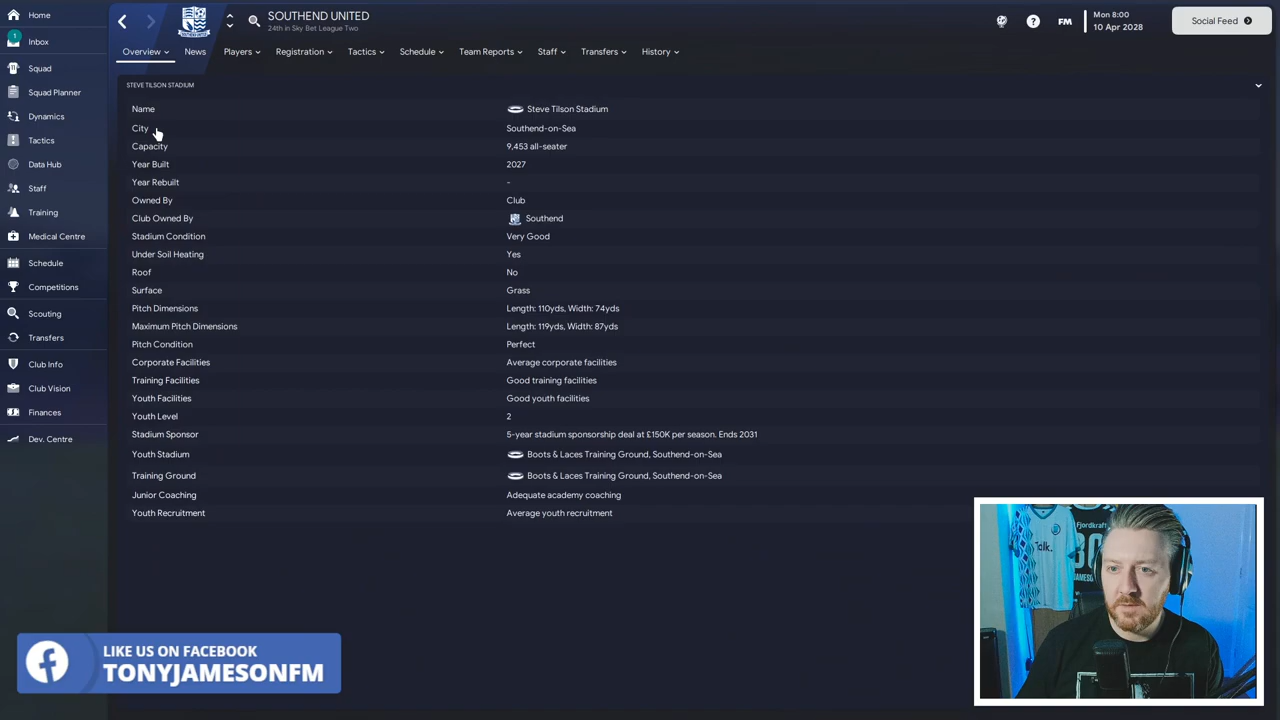 Home
SOUTHEND UNITED
24th in Sky Bet League Two
FM
Mon 8:00
10 Apr 2028
Social Feed
1
Inbox
Overview
News
Players
Registration
Tactics
Schedule
Team Reports
Staff
Transfers
History
Squad
Squad Planner
Dynamics
Tactics
Data Hub
Staff
Training
Medical Centre
Schedule
Competitions
Scouting
Transfers
Club Info
Club Vision
Finances
Dev. Centre
STEVE TILSON STADIUM
Name Steve Tilson Stadium
City Southend-on-Sea
Capacity 9,453 all-seater
Year Built 2027
Year Rebuilt -
Owned By Club
Club Owned By Southend
Stadium Condition Very Good
Under Soil Heating Yes
Roof No
Surface Grass
Pitch Dimensions Length: 110yds, Width: 74yds
Maximum Pitch Dimensions Length: 119yds, Width: 87yds
Pitch Condition Perfect
Corporate Facilities Average corporate facilities
Training Facilities Good training facilities
Youth Facilities Good youth facilities
Youth Level 2
Stadium Sponsor 5-year stadium sponsorship deal at £150K per season. Ends 2031
Youth Stadium Boots & Laces Training Ground, Southend-on-Sea
Training Ground Boots & Laces Training Ground, Southend-on-Sea
Junior Coaching Adequate academy coaching
Youth Recruitment Average youth recruitment
Fjordkraft
Talk.
LIKE US ON FACEBOOK
TONYJAMESONFM